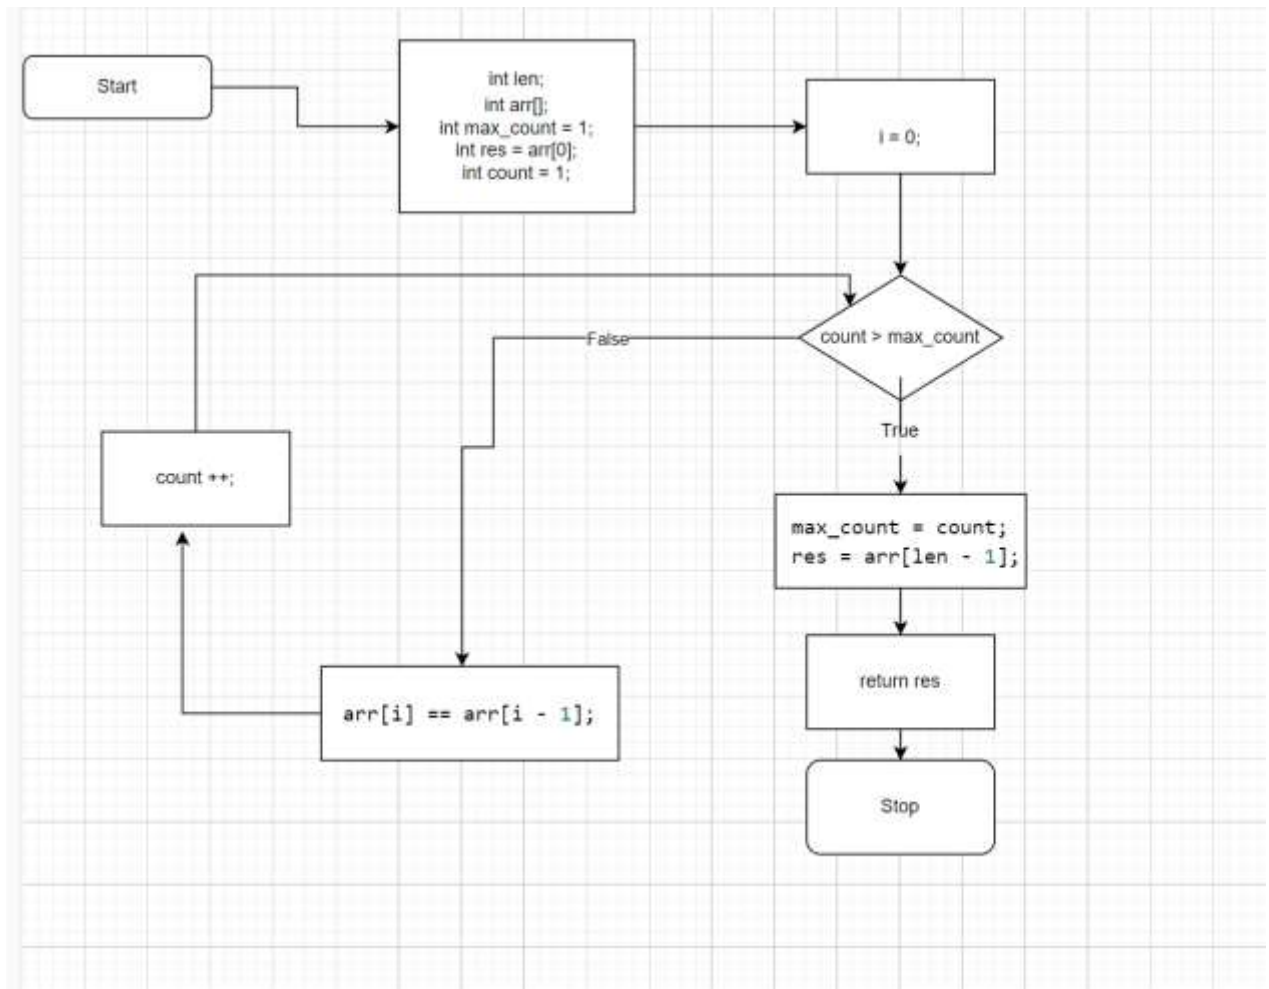 Start
int len;
int arr[];
int max_count = 1;
int res = arr[0];
int count = 1;
i = 0;
count > max_count
False
True
count ++;
max_count = count;
res = arr[len - 1];
arr[i] == arr[i - 1];
return res
Stop